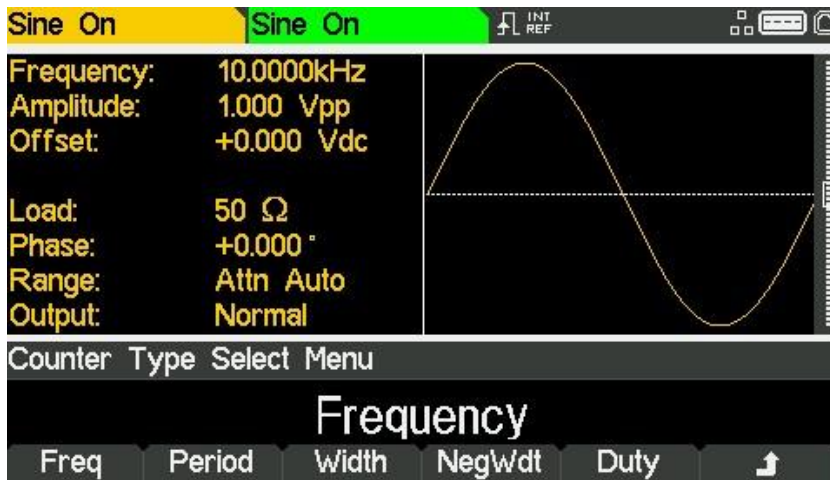 Sine On Sine On INT
REF
Frequency: 10.0000kHz
Amplitude: 1.000 Vpp
Offset: +0.000 Vdc
Load: 50 Ω
Phase: +0.000 °
Range: Attn Auto
Output: Normal
Counter Type Select Menu
Frequency
Freq Period Width NegWdt Duty